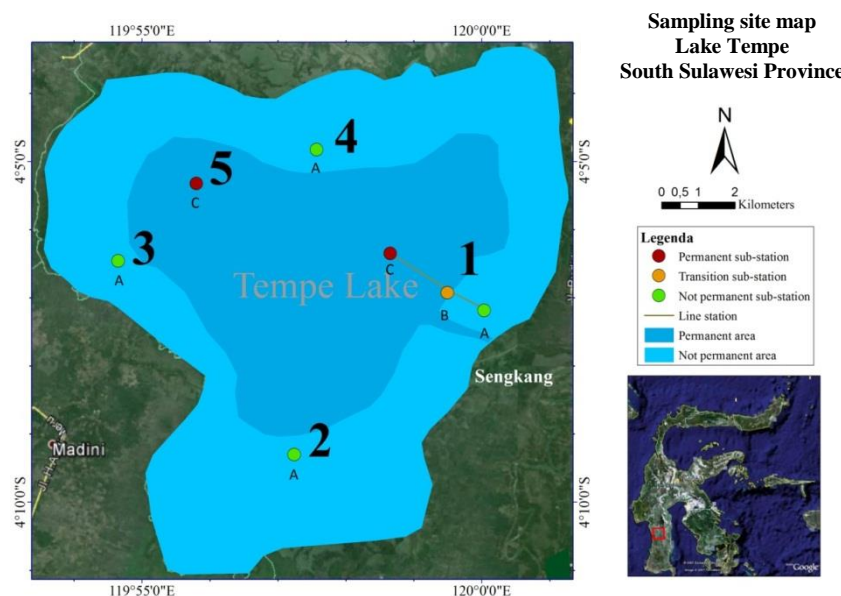 Sampling site map
Lake Tempe
South Sulawesi Province
119°55'0"E
120°0'0"E
4°5'0"S
4°10'0"S
4°5'0"S
4°10'0"S
119°55'0"E
120°0'0"E
4
A
5
C
3
A
1
C
B
A
Tempe Lake
Sengkang
2
A
Madini
N
0 0,5 1 2
Kilometers
Legenda
Permanent sub-station
Transition sub-station
Not permanent sub-station
Line station
Permanent area
Not permanent area
Google